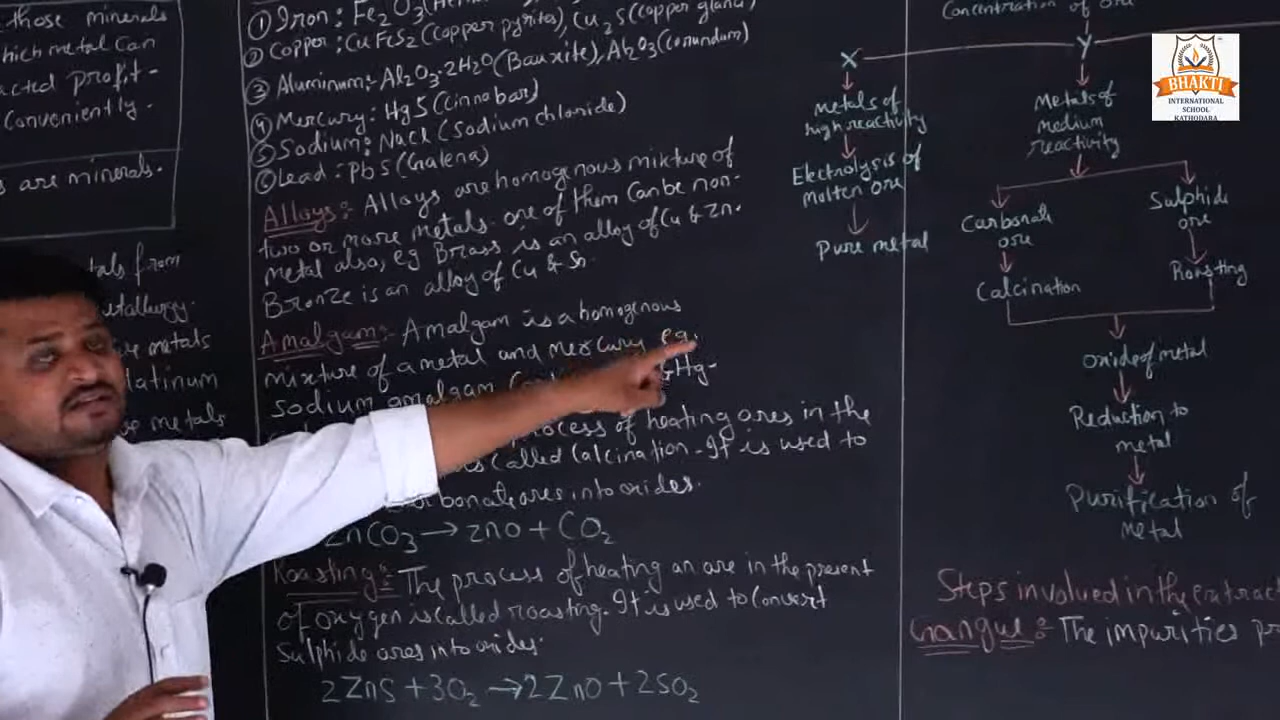 those minerals
which metal can
acted profit-
conveniently.
s are minerals.
tals from
etallurgy.
metals
latinum
metals
① Iron: Fe2O3
② Copper: CuFeS2 (Copper pyrites), Cu2S (Copper glance)
③ Aluminum:- Al2O3.2H2O (Bauxite), Al2O3 (Corundum)
④ Mercury: HgS (Cinnabar)
⑤ Sodium: NaCl (Sodium chloride)
⑥ Lead: PbS (Galena)
Alloys:- Alloys are homogenous mixture of
two or more metals. one of them can be non-
metal also, eg Brass is an alloy of Cu & Zn.
Bronze is an alloy of Cu & Sn.
Amalgam:- Amalgam is a homogenous
mixture of a metal and mercury eg.
Sodium amalgam Hg.
process of heating ores in the
is called Calcination. It is used to
carbonate ores into oxides.
ZnCO3 → ZnO + CO2
Roasting:- The process of heating an ore in the present
of oxygen is called roasting. It is used to convert
Sulphide ores into oxides.
2ZnS + 3O2 → 2ZnO + 2SO2
Concentration of ore
X
Y
metals of
high reactivity
Electrolysis of
molten ore
Pure metal
Metals of
medium
reactivity
Carbonate
ore
Calcination
Sulphide
ore
Roasting
Oxide of metal
Reduction to
metal
Purification of
metal
Steps involved in the extrac
Gangue:- The impurities pr
BHAKTI
INTERNATIONAL
SCHOOL
KATHODARA